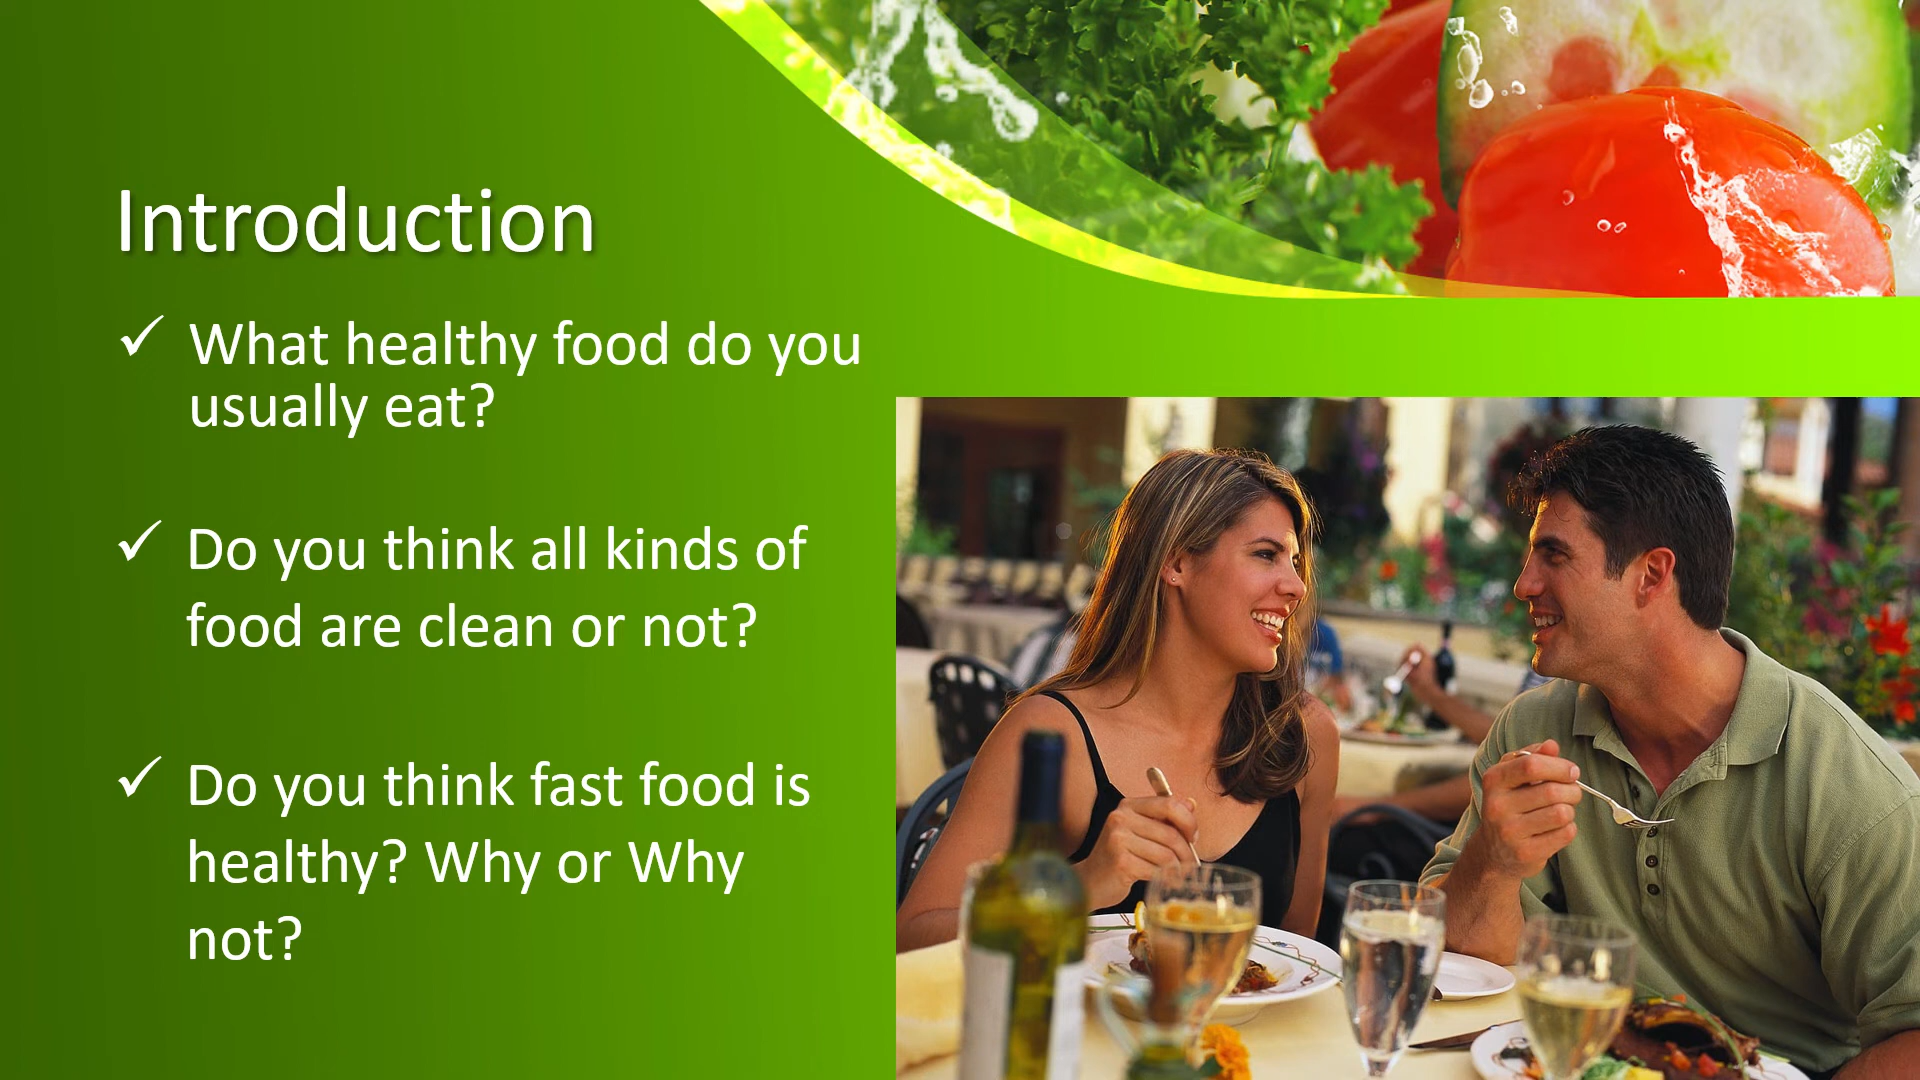 Introduction
✓ What healthy food do you
usually eat?
✓ Do you think all kinds of
food are clean or not?
✓ Do you think fast food is
healthy? Why or Why
not?